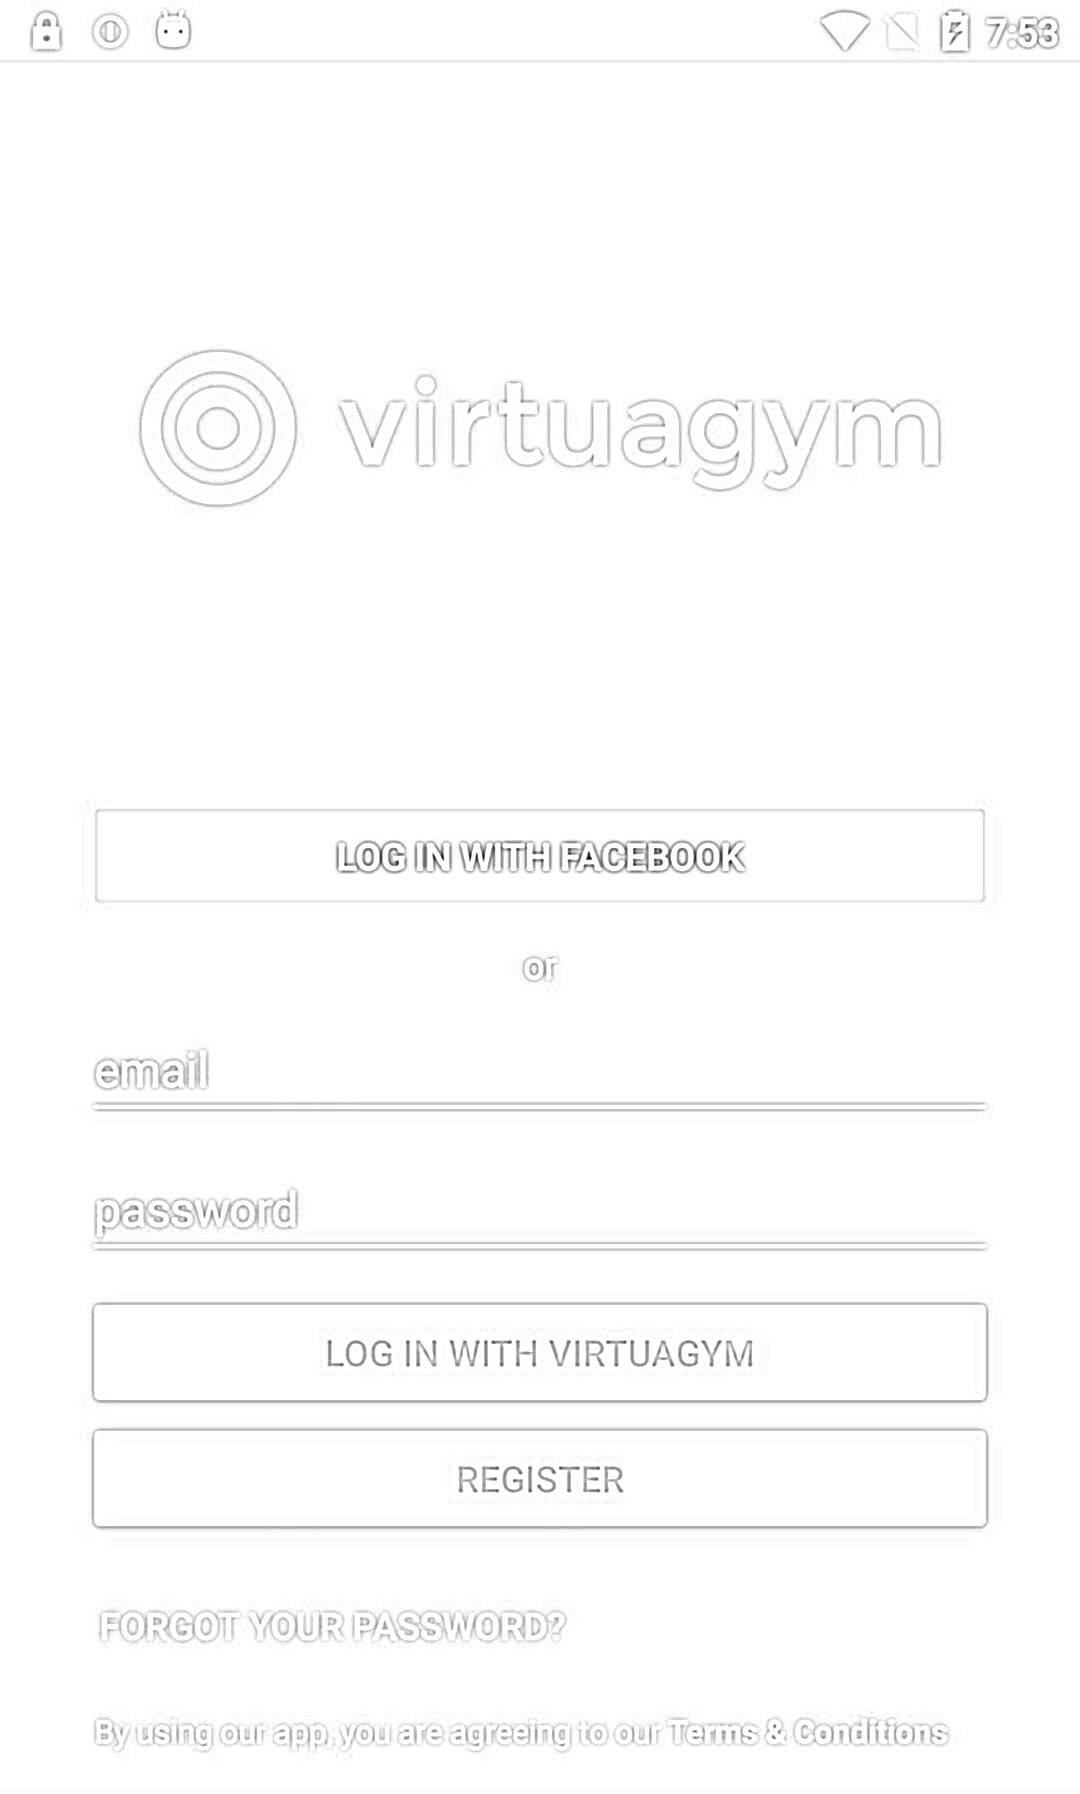 7:53
virtuagym
LOG IN WITH FACEBOOK
or
email
password
LOG IN WITH VIRTUAGYM
REGISTER
FORGOT YOUR PASSWORD?
By using our app, you are agreeing to our Terms & Conditions